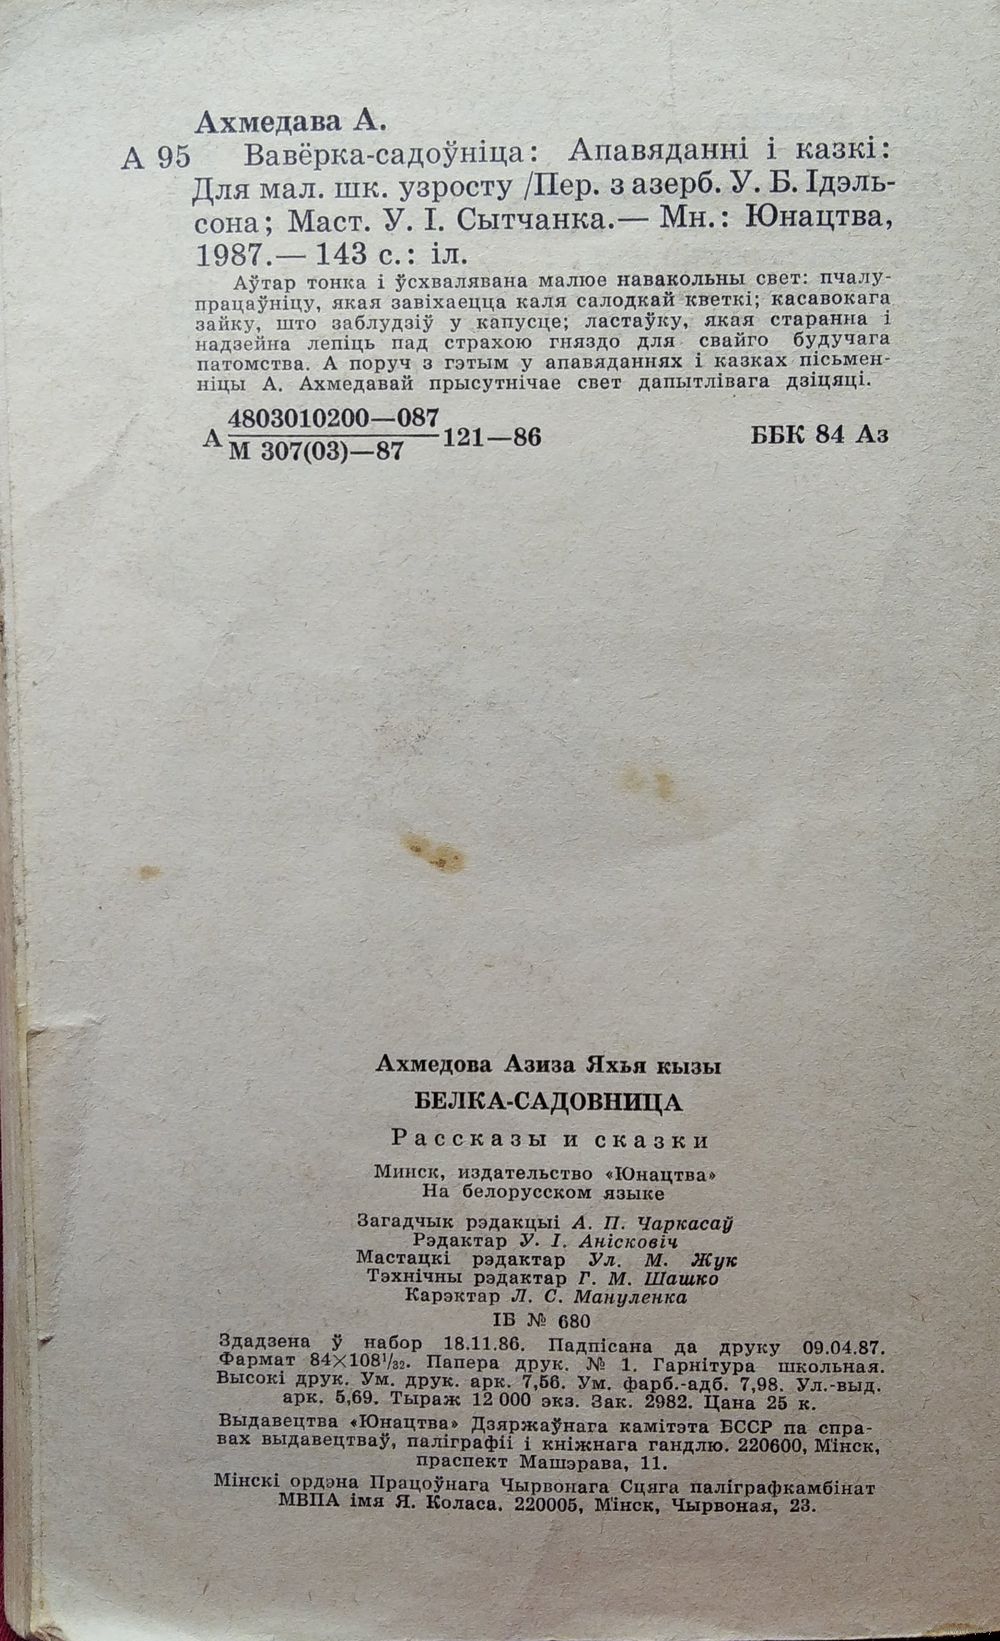 Ахмедава А.
А 95 Вавёрка-садоўніца: Апавяданні і казкі:
Для мал. шк. узросту /Пер. з азерб. У. Б. Ідэль-
сона; Маст. У. І. Сытчанка.— Мн.: Юнацтва,
1987.— 143 с.: іл.
Аўтар тонка і ўсхвалявана малюе навакольны свет: пчалу-
працаўніцу, якая завіхаецца каля салодкай кветкі; касавокага
зайку, што заблудзіў у капусце; ластаўку, якая старанна і
надзейна лепіць пад страхою гняздо для свайго будучага
патомства. А поруч з гэтым у апавяданнях і казках пісьмен-
ніцы А. Ахмедавай прысутнічае свет дапытлівага дзіцяці.
4803010200—087
А 121—86 ББК 84 Аз
М 307(03)—87
Ахмедова Азиза Яхья кызы
БЕЛКА-САДОВНИЦА
Рассказы и сказки
Минск, издательство «Юнацтва»
На белорусском языке
Загадчык рэдакцыі А. П. Чаркасаў
Рэдактар У. І. Анісковіч
Мастацкі рэдактар Ул. М. Жук
Тэхнічны рэдактар Г. М. Шашко
Карэктар Л. С. Мануленка
ІБ № 680
Здадзена ў набор 18.11.86. Падпісана да друку 09.04.87.
Фармат 84×108¹/₃₂. Папера друк. № 1. Гарнітура школьная.
Высокі друк. Ум. друк. арк. 7,56. Ум. фарб.-адб. 7,98. Ул.-выд.
арк. 5,69. Тыраж 12 000 экз. Зак. 2982. Цана 25 к.
Выдавецтва «Юнацтва» Дзяржаўнага камітэта БССР па спра-
вах выдавецтваў, паліграфіі і кніжнага гандлю. 220600, Мінск,
праспект Машэрава, 11.
Мінскі ордэна Працоўнага Чырвонага Сцяга паліграфкамбінат
МВПА імя Я. Коласа. 220005, Мінск, Чырвоная, 23.